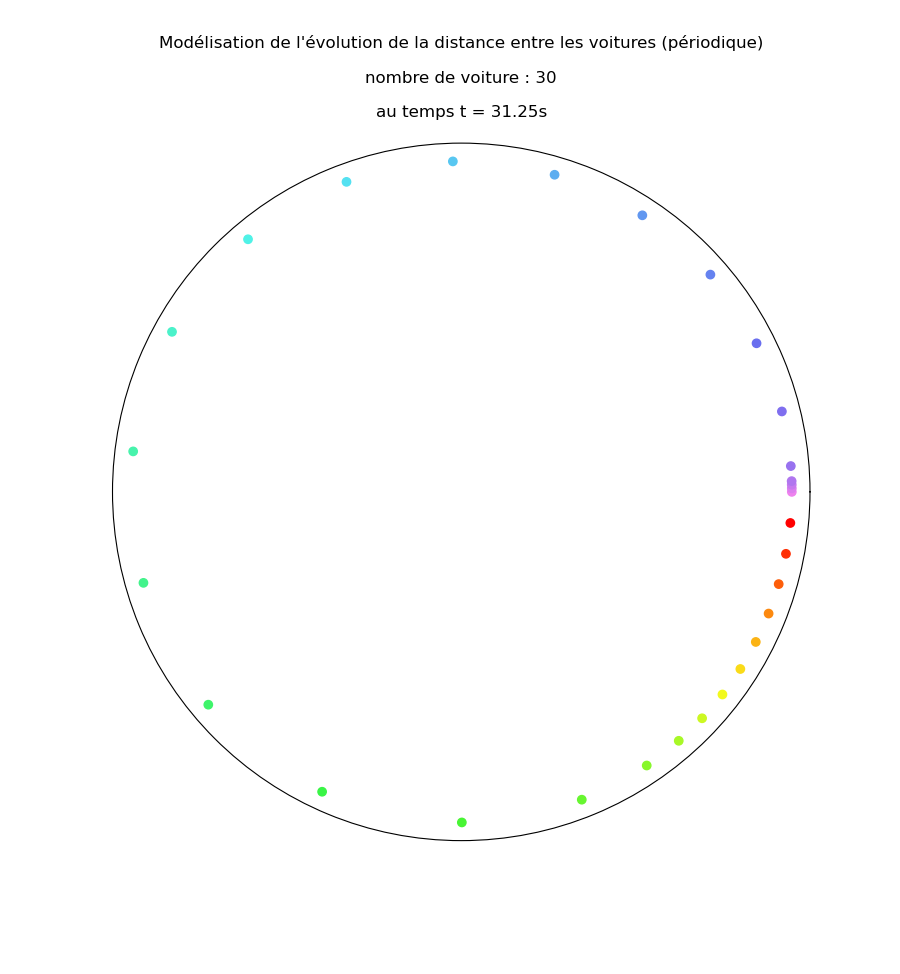 Modélisation de l'évolution de la distance entre les voitures (périodique)
nombre de voiture : 30
au temps t = 31.25s